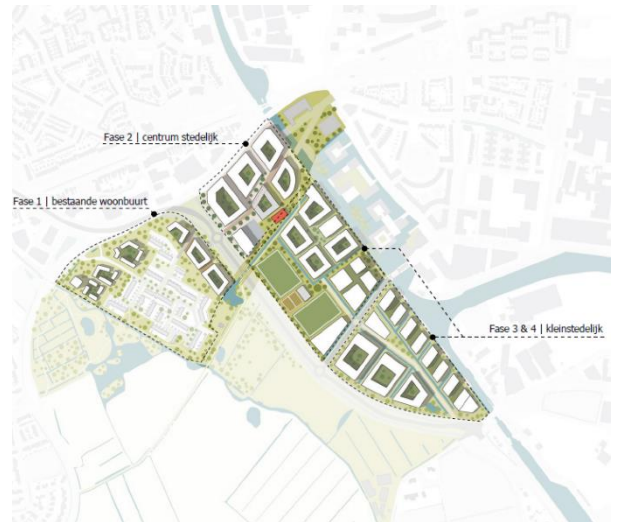 Fase 2 | centrum stedelijk
Fase 1 | bestaande woonbuurt
Fase 3 & 4 | kleinstedelijk